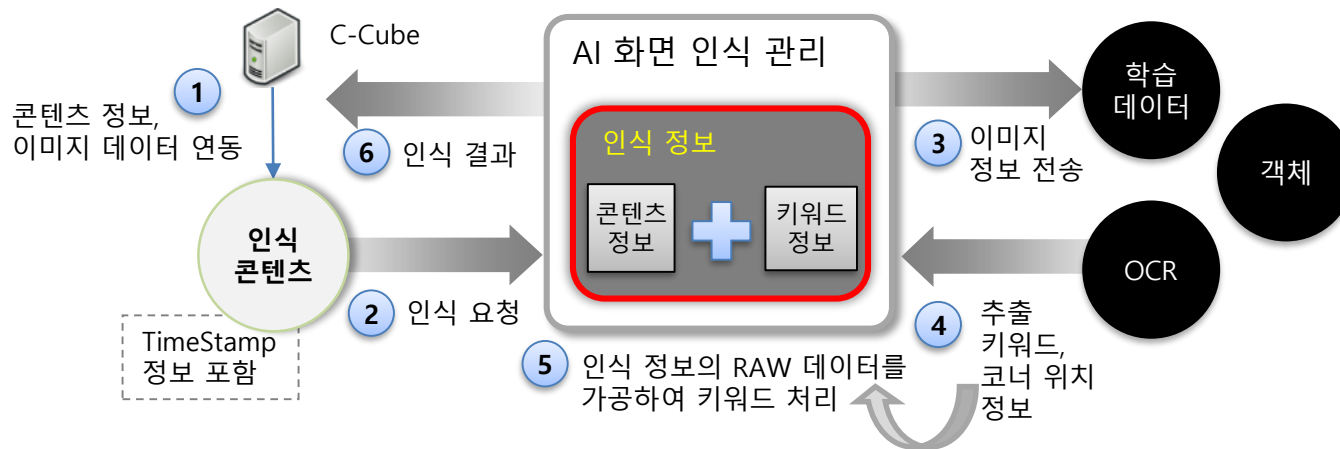 C-Cube
1
콘텐츠 정보,
이미지 데이터 연동
인식
콘텐츠
TimeStamp
정보 포함
2 인식 요청
6 인식 결과
AI 화면 인식 관리
인식 정보
콘텐츠
정보
키워드
정보
5 인식 정보의 RAW 데이터를
가공하여 키워드 처리
3 이미지
정보 전송
4 추출
키워드,
코너 위치
정보
학습
데이터
객체
OCR